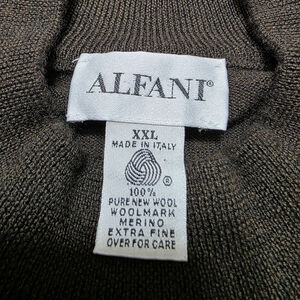 ALFANI®
XXL
MADE IN ITALY
®
100%
PURE NEW WOOL
WOOLMARK
MERINO
EXTRA FINE
OVER FOR CARE